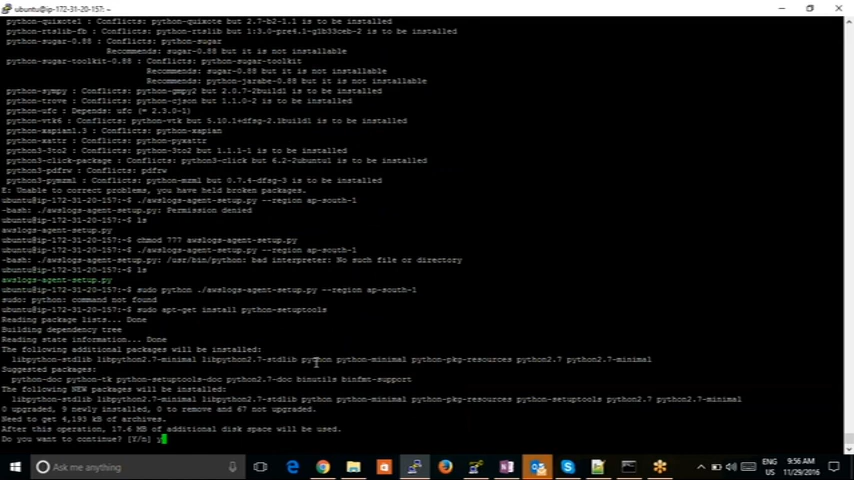 ubuntu@ip-172-31-20-157: ~
python-quixote1 : Conflicts: python-quixote but 2.7~b2-1.1 is to be installed
python-rtslib-fb : Conflicts: python-rtslib but 1:3.0~pre4.1~g1b33ceb-2 is to be installed
python-sugar-0.88 : Conflicts: python-sugar
Recommends: sugar-0.88 but it is not installable
python-sugar-toolkit-0.88 : Conflicts: python-sugar-toolkit
Recommends: sugar-0.88 but it is not installable
Recommends: python-jarabe-0.88 but it is not installable
python-sympy : Conflicts: python-gmpy2 but 2.0.7-2build1 is to be installed
python-trove : Conflicts: python-cjson but 1.1.0-2 is to be installed
python-ufc : Depends: ufc (= 2.3.0-1)
python-vtk6 : Conflicts: python-vtk but 5.10.1+dfsg-2.1build1 is to be installed
python-xapian1.3 : Conflicts: python-xapian
python-xattr : Conflicts: python-pyxattr
python3-3to2 : Conflicts: python-3to2 but 1.1.1-1 is to be installed
python3-click-package : Conflicts: python3-click but 6.2-2ubuntu1 is to be installed
python3-pdfrw : Conflicts: pdfrw
python3-pymzml : Conflicts: python-mzml but 0.7.4-dfsg-3 is to be installed
E: Unable to correct problems, you have held broken packages.
ubuntu@ip-172-31-20-157:~$ ./awslogs-agent-setup.py --region ap-south-1
-bash: ./awslogs-agent-setup.py: Permission denied
ubuntu@ip-172-31-20-157:~$ ls
awslogs-agent-setup.py
ubuntu@ip-172-31-20-157:~$ chmod 777 awslogs-agent-setup.py
ubuntu@ip-172-31-20-157:~$ ./awslogs-agent-setup.py --region ap-south-1
-bash: ./awslogs-agent-setup.py: /usr/bin/python: bad interpreter: No such file or directory
ubuntu@ip-172-31-20-157:~$ ls
awslogs-agent-setup.py
ubuntu@ip-172-31-20-157:~$ sudo python ./awslogs-agent-setup.py --region ap-south-1
sudo: python: command not found
ubuntu@ip-172-31-20-157:~$ sudo apt-get install python-setuptools
Reading package lists... Done
Building dependency tree
Reading state information... Done
The following additional packages will be installed:
libpython-stdlib libpython2.7-minimal libpython2.7-stdlib python python-minimal python-pkg-resources python2.7 python2.7-minimal
Suggested packages:
python-doc python-tk python-setuptools-doc python2.7-doc binutils binfmt-support
The following NEW packages will be installed:
libpython-stdlib libpython2.7-minimal libpython2.7-stdlib python python-minimal python-pkg-resources python-setuptools python2.7 python2.7-minimal
0 upgraded, 9 newly installed, 0 to remove and 67 not upgraded.
Need to get 4,193 kB of archives.
After this operation, 17.6 MB of additional disk space will be used.
Do you want to continue? [Y/n] y
Ask me anything
ENG
US
9:56 AM
11/29/2016